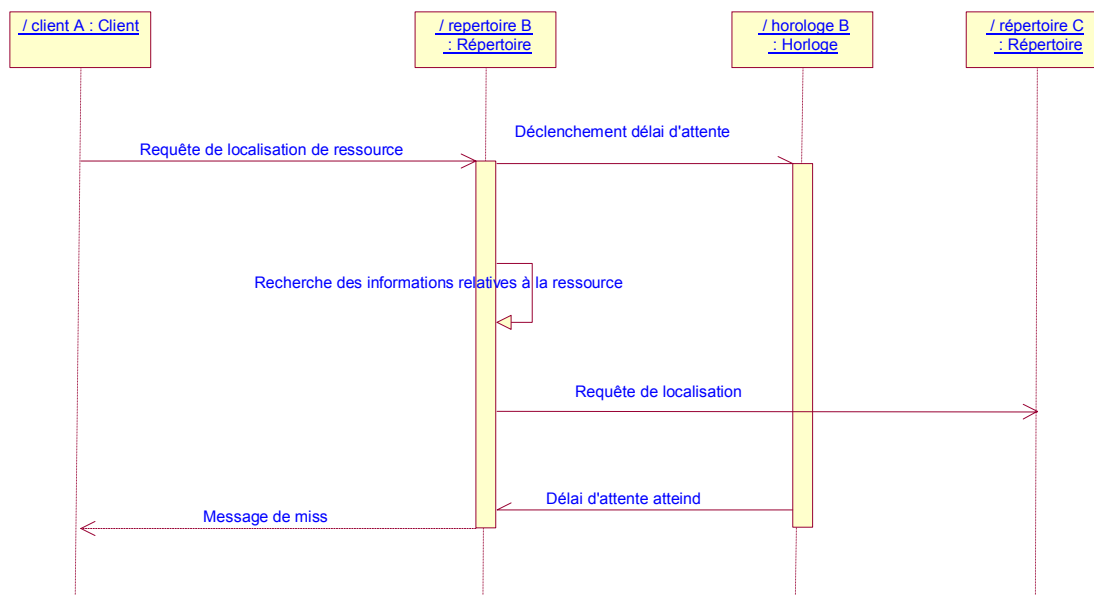 / client A : Client
/ repertoire B
: Répertoire
/ horologe B
: Horloge
/ répertoire C
: Répertoire
Déclenchement délai d'attente
Requête de localisation de ressource
Recherche des informations relatives à la ressource
Requête de localisation
Délai d'attente atteind
Message de miss